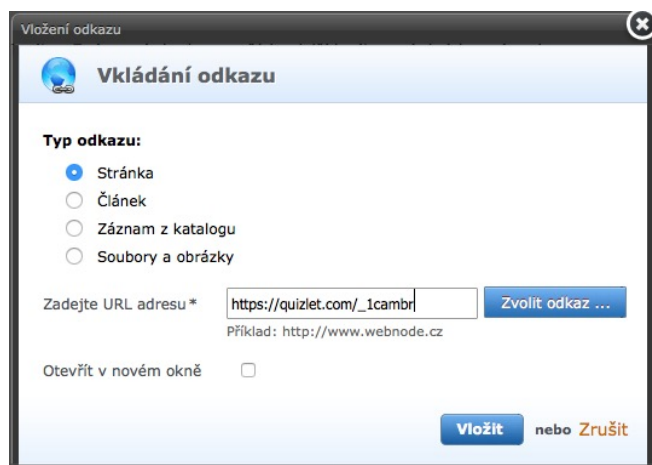 Vložení odkazu
Vkládání odkazu
Typ odkazu:
Stránka
Článek
Záznam z katalogu
Soubory a obrázky
Zadejte URL adresu * https://quizlet.com/_1cambr Zvolit odkaz ...
Příklad: http://www.webnode.cz
Otevřít v novém okně
Vložit nebo Zrušit